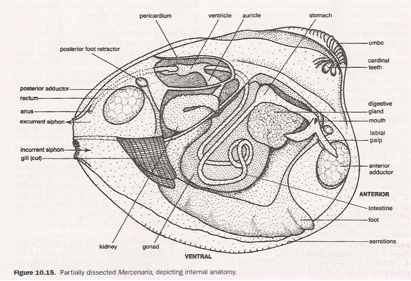 pericardium
ventricle
auricle
stomach
posterior foot retractor
umbo
cardinal
teeth
posterior adductor
rectum
anus
excurrent siphon
digestive
gland
mouth
labial
palp
incurrent siphon
gill (cut)
anterior
adductor
ANTERIOR
intestine
foot
kidney
gonad
serrations
VENTRAL
Figure 10.15. Partially dissected Mercenaria, depicting internal anatomy.